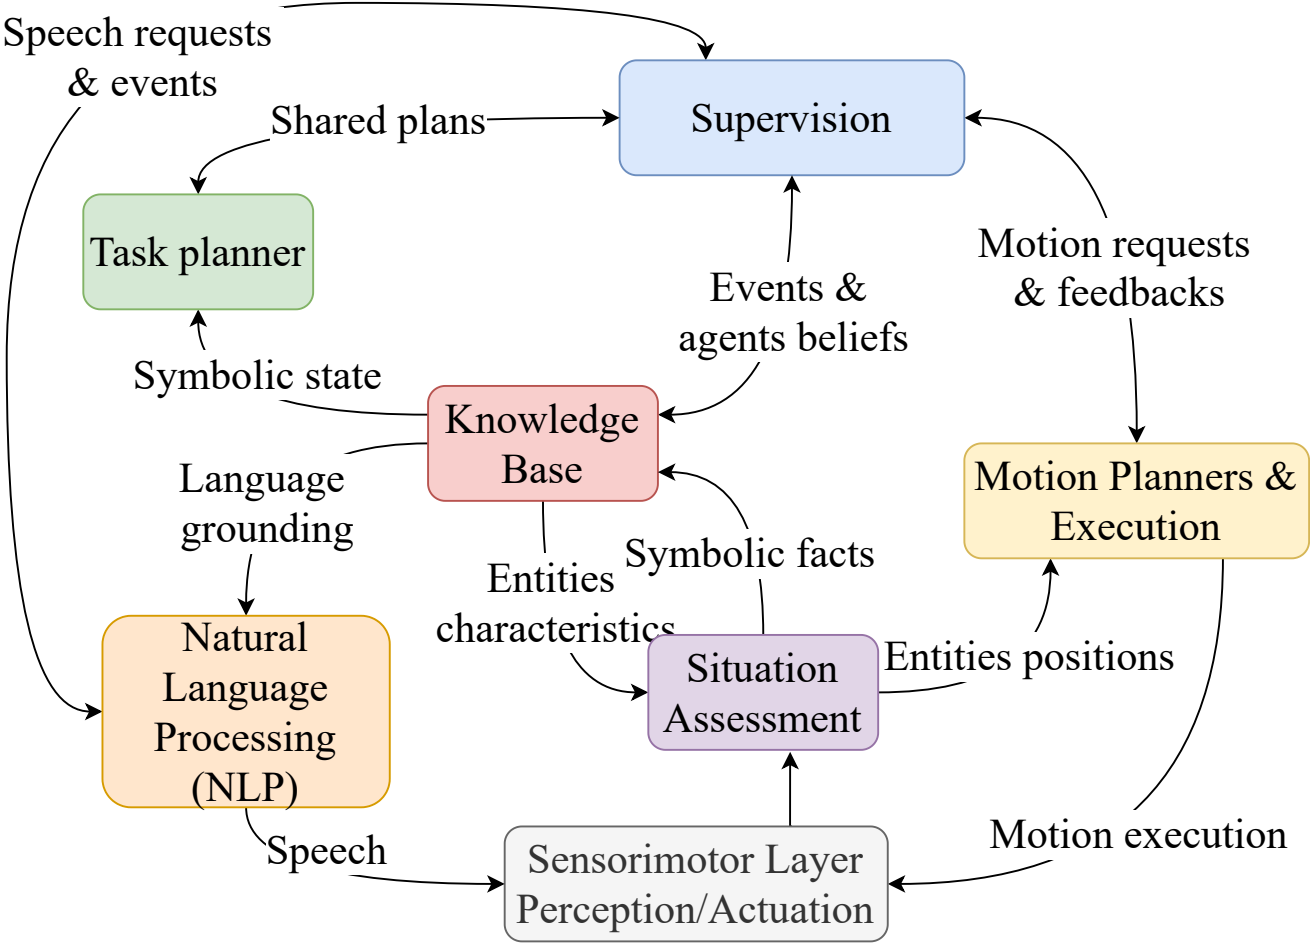 Speech requests
& events
Shared plans
Supervision
Task planner
Motion requests
& feedbacks
Events &
agents beliefs
Symbolic state
Knowledge
Base
Language
grounding
Motion Planners &
Execution
Symbolic facts
Entities
characteristics
Natural
Language
Processing
(NLP)
Situation
Assessment
Entities positions
Speech
Sensorimotor Layer
Perception/Actuation
Motion execution